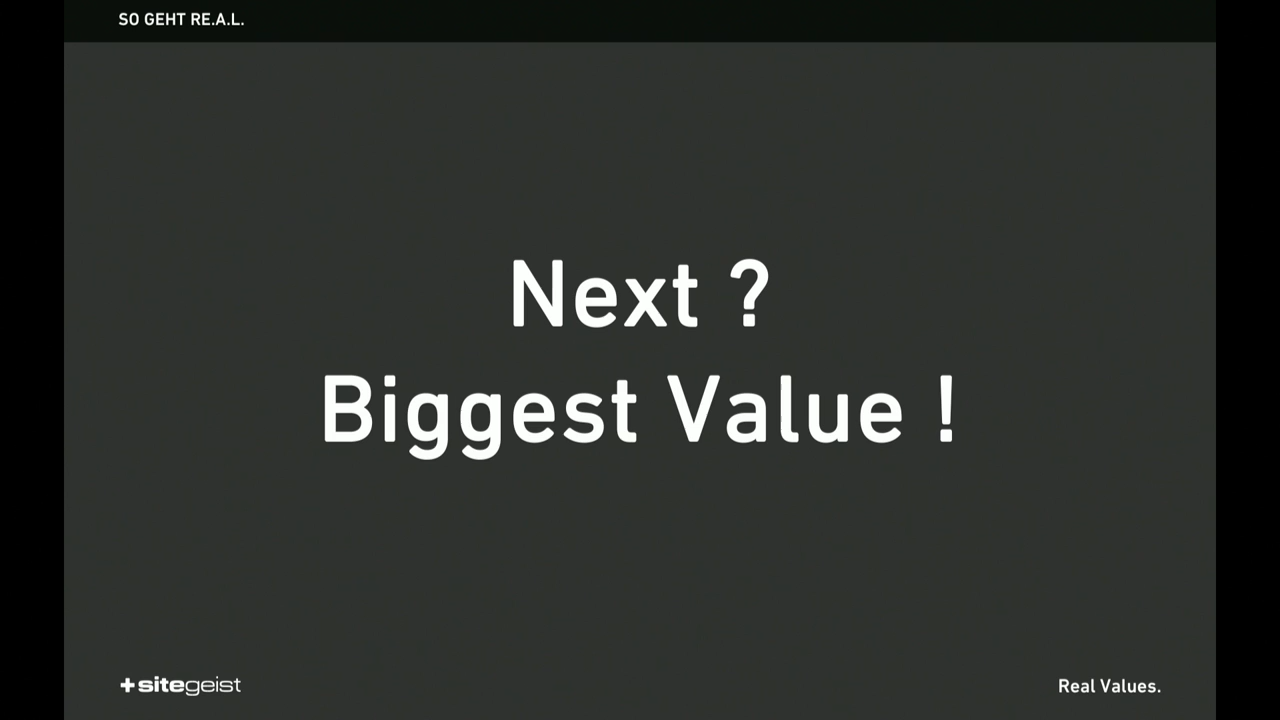 SO GEHT RE.A.L.
Next ?
Biggest Value !
+sitegeist
Real Values.